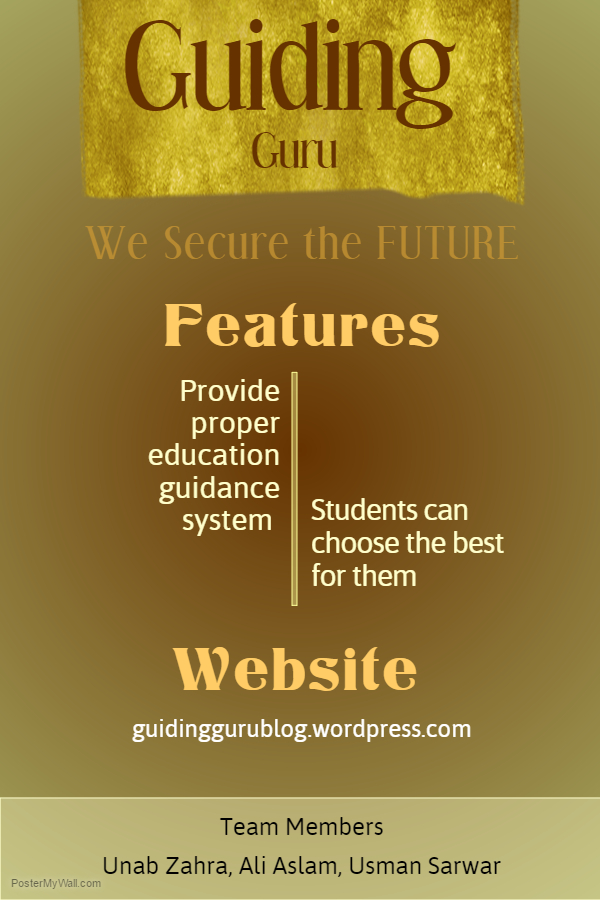 Guiding
Guru
We Secure the FUTURE
Features
Provide
proper
education
guidance
system
Students can
choose the best
for them
Website
guidinggurublog.wordpress.com
Team Members
Unab Zahra, Ali Aslam, Usman Sarwar
PosterMyWall.com